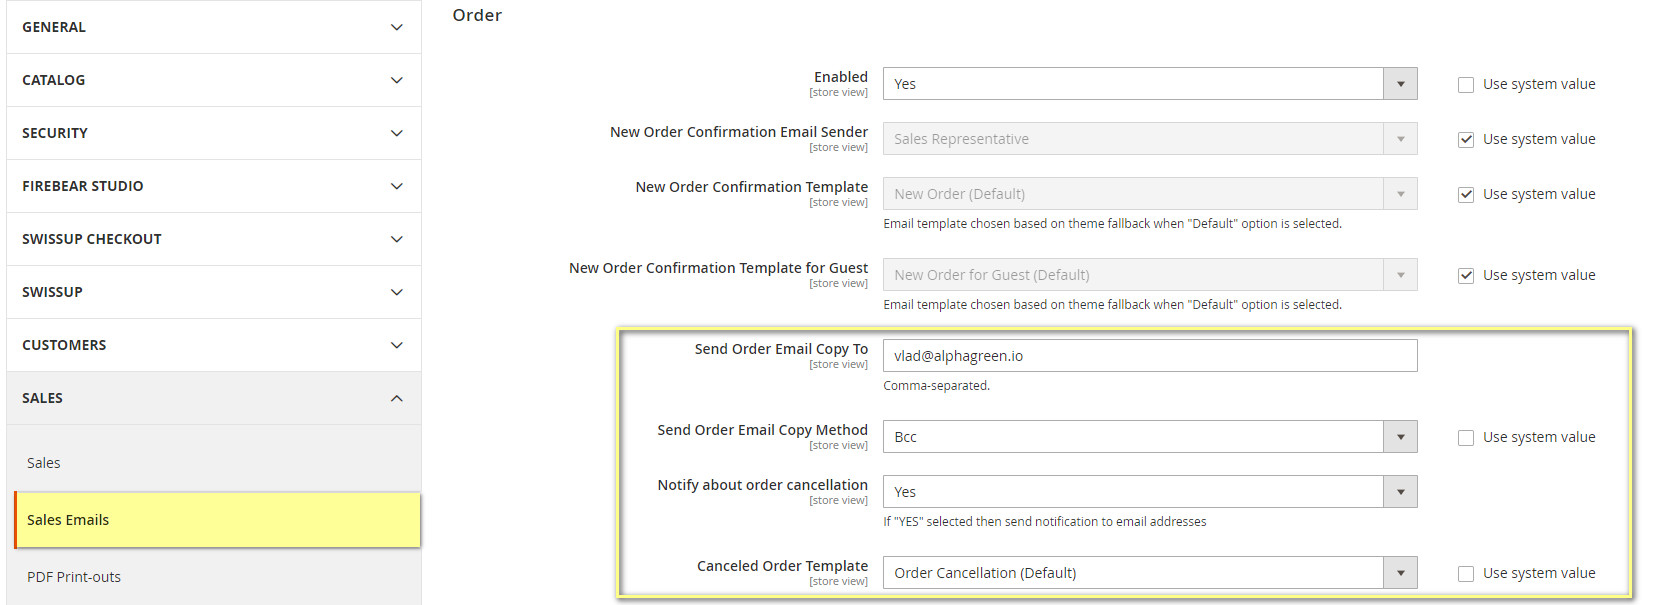 GENERAL
CATALOG
SECURITY
FIREBEAR STUDIO
SWISSUP CHECKOUT
SWISSUP
CUSTOMERS
SALES
Sales
Sales Emails
PDF Print-outs
Order
Enabled
[store view]
Yes
Use system value
New Order Confirmation Email Sender
[store view]
Sales Representative
Use system value
New Order Confirmation Template
[store view]
New Order (Default)
Use system value
Email template chosen based on theme fallback when "Default" option is selected.
New Order Confirmation Template for Guest
[store view]
New Order for Guest (Default)
Use system value
Email template chosen based on theme fallback when "Default" option is selected.
Send Order Email Copy To
[store view]
vlad@alphagreen.io
Comma-separated.
Send Order Email Copy Method
[store view]
Bcc
Use system value
Notify about order cancellation
[store view]
Yes
If "YES" selected then send notification to email addresses
Canceled Order Template
[store view]
Order Cancellation (Default)
Use system value